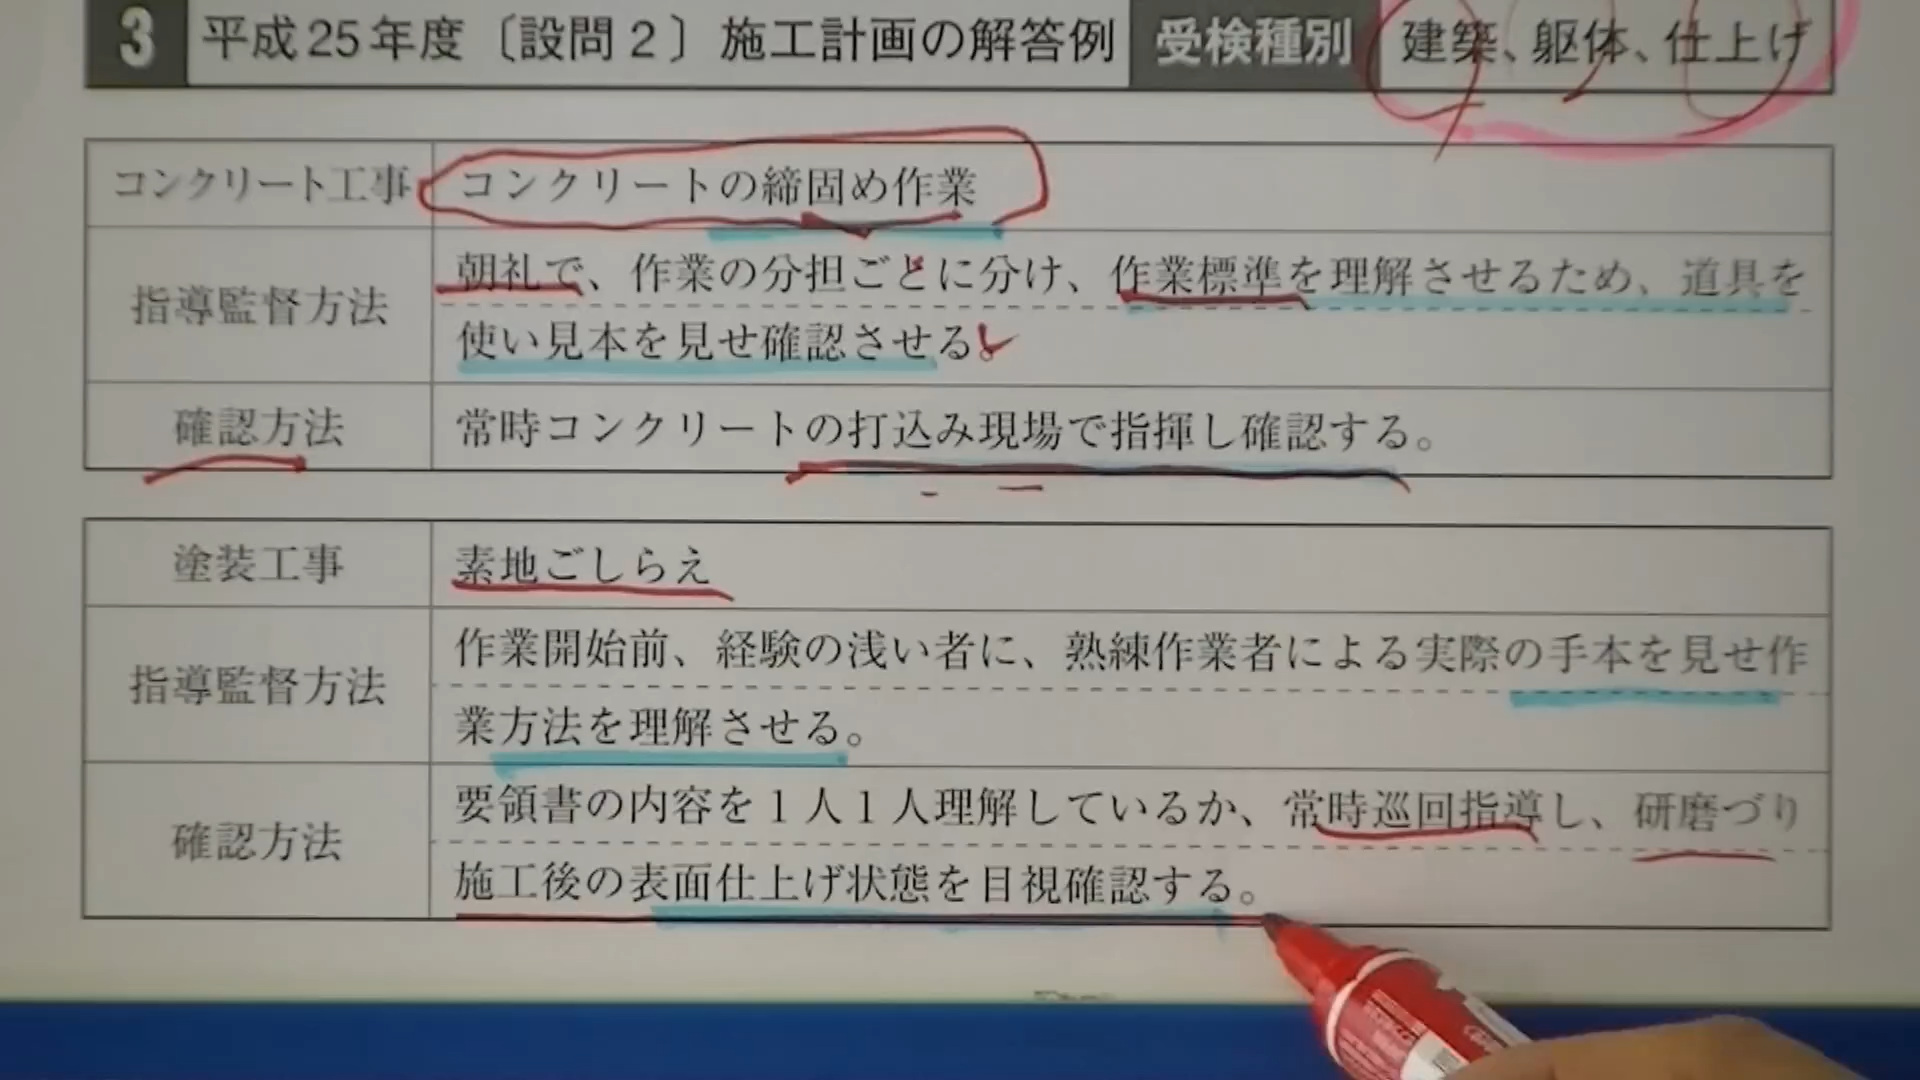 3 平成25年度〔設問2〕施工計画の解答例 受検種別 建築、躯体、仕上げ
コンクリート工事 コンクリートの締固め作業
指導監督方法 朝礼で、作業の分担ごとに分け、作業標準を理解させるため、道具を
使い見本を見せ確認させる。
確認方法 常時コンクリートの打込み現場で指揮し確認する。
塗装工事 素地ごしらえ
指導監督方法 作業開始前、経験の浅い者に、熟練作業者による実際の手本を見せ作
業方法を理解させる。
確認方法 要領書の内容を1人1人理解しているか、常時巡回指導し、研磨づり
施工後の表面仕上げ状態を目視確認する。